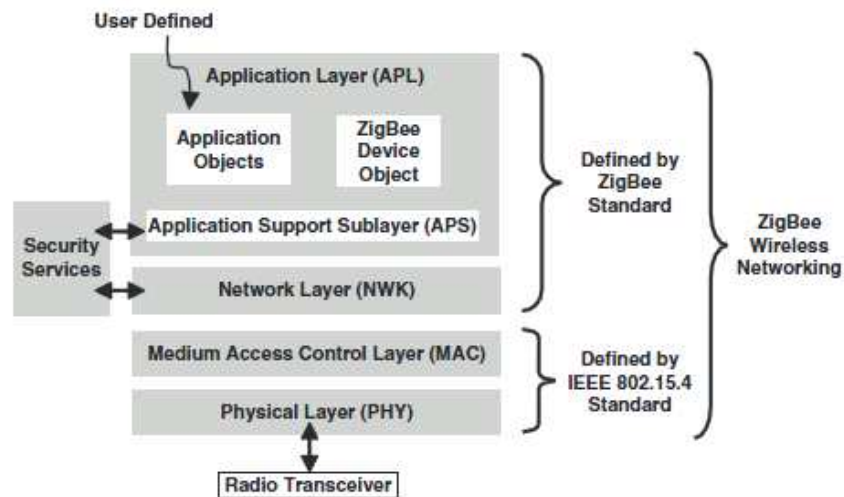 User Defined
Application Layer (APL)
Application
Objects
ZigBee
Device
Object
Application Support Sublayer (APS)
Security
Services
Network Layer (NWK)
Medium Access Control Layer (MAC)
Physical Layer (PHY)
Radio Transceiver
Defined by
ZigBee
Standard
Defined by
IEEE 802.15.4
Standard
ZigBee
Wireless
Networking